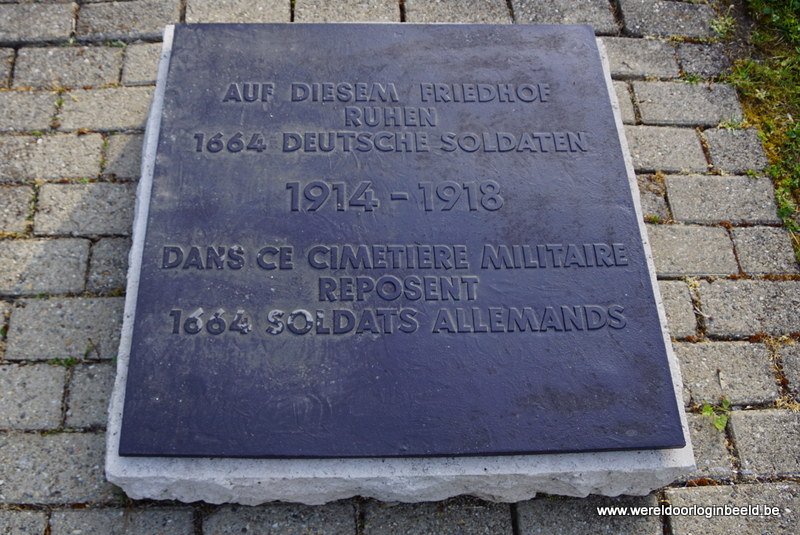 AUF DIESEM FRIEDHOF
RUHEN
1664 DEUTSCHE SOLDATEN
1914 - 1918
DANS CE CIMETIÈRE MILITAIRE
REPOSENT
1664 SOLDATS ALLEMANDS
www.wereldoorloginbeeld.be